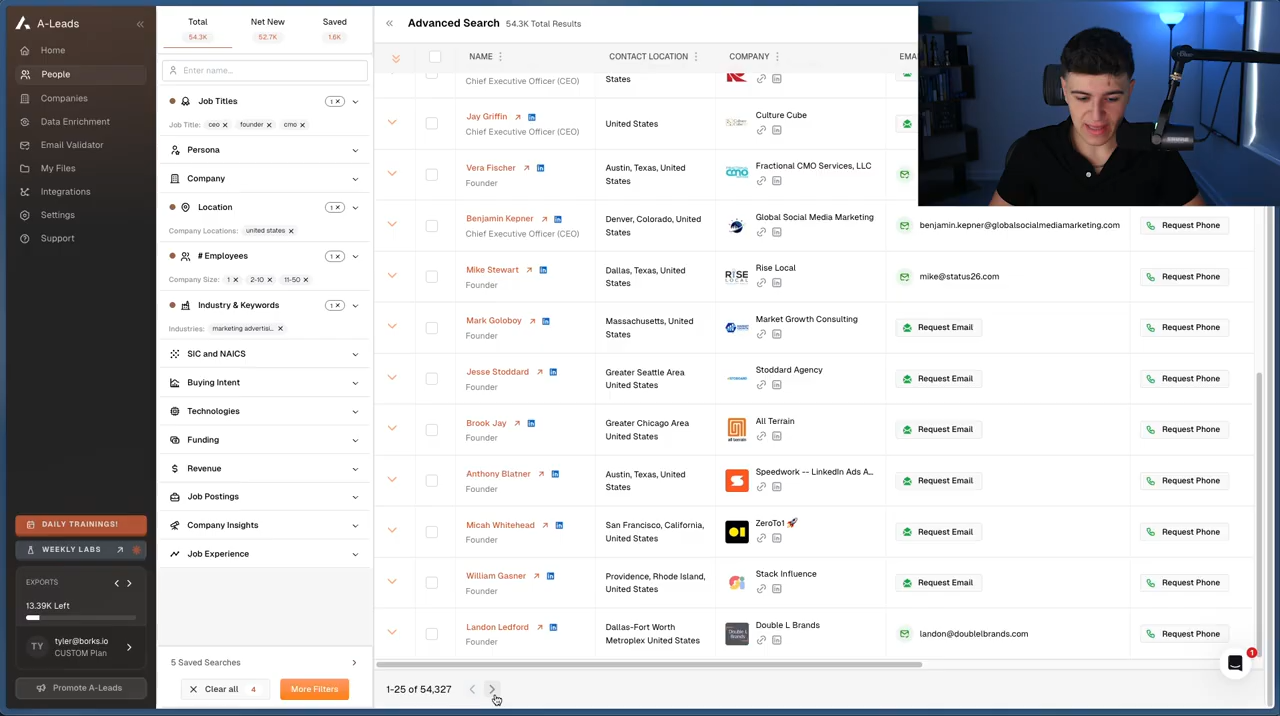 A-Leads
Home
People
Companies
Data Enrichment
Email Validator
My Files
Integrations
Settings
Support
DAILY TRAININGS!
WEEKLY LABS
EXPORTS
13.39K Left
TY
tyler@borks.io
CUSTOM Plan
Promote A-Leads
Total
54.3K
Net New
52.7K
Saved
1.6K
Enter name...
Job Titles
1
Job Title: ceo founder cmo
Persona
Company
Location
1
Company Locations: united states
# Employees
1
Company Size: 1 2-10 11-50
Industry & Keywords
1
Industries: marketing advertisi...
SIC and NAICS
Buying Intent
Technologies
Funding
Revenue
Job Postings
Company Insights
Job Experience
5 Saved Searches
Clear all 4
More Filters
Advanced Search 54.3K Total Results
NAME CONTACT LOCATION COMPANY EMA
Chief Executive Officer (CEO) States
Jay Griffin
Chief Executive Officer (CEO)
United States
Culture Cube
Vera Fischer
Founder
Austin, Texas, United
States
Fractional CMO Services, LLC
Benjamin Kepner
Chief Executive Officer (CEO)
Denver, Colorado, United
States
Global Social Media Marketing
benjamin.kepner@globalsocialmediamarketing.com
Request Phone
Mike Stewart
Founder
Dallas, Texas, United
States
RISE
LOCAL
Rise Local
mike@status26.com
Request Phone
Mark Goloboy
Founder
Massachusetts, United
States
Market Growth Consulting
Request Email
Request Phone
Jesse Stoddard
Founder
Greater Seattle Area
United States
Stoddard Agency
Request Email
Request Phone
Brook Jay
Founder
Greater Chicago Area
United States
all terrain
All Terrain
Request Email
Request Phone
Anthony Blatner
Founder
Austin, Texas, United
States
Speedwork -- LinkedIn Ads A...
Request Email
Request Phone
Micah Whitehead
Founder
San Francisco, California,
United States
ZeroTo1 🚀
Request Email
Request Phone
William Gasner
Founder
Providence, Rhode Island,
United States
Stack Influence
Request Email
Request Phone
Landon Ledford
Founder
Dallas-Fort Worth
Metroplex United States
Double L Brands
landon@doublelbrands.com
Request Phone
1
1-25 of 54,327